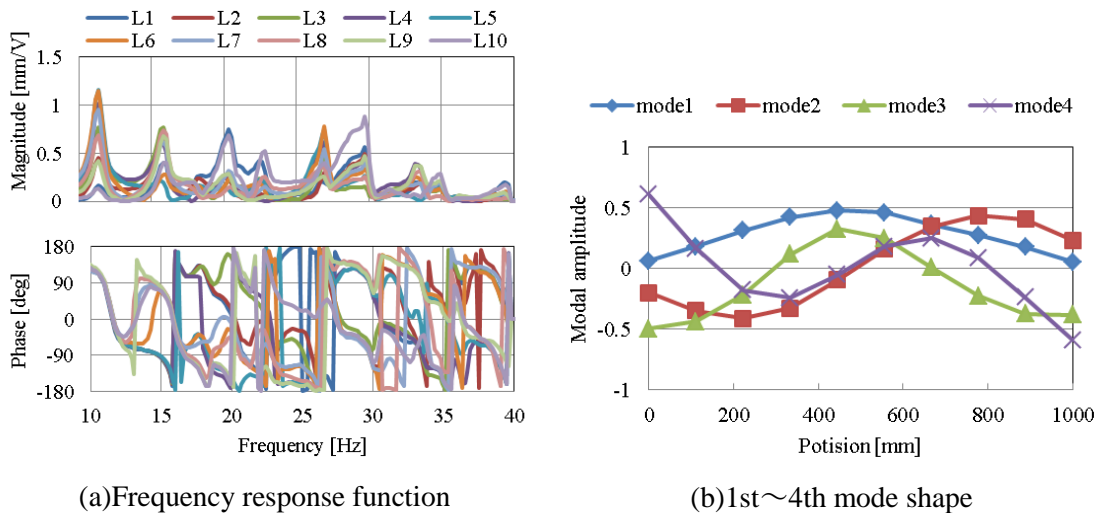 L1 L2 L3 L4 L5
L6 L7 L8 L9 L10
Magnitude [mm/V]
1.5
1
0.5
0
Phase [deg]
180
90
0
-90
-180
10 15 20 25 30 35 40
Frequency [Hz]
(a)Frequency response function
mode1 mode2 mode3 mode4
Modal amplitude
1
0.5
0
-0.5
-1
0 200 400 600 800 1000
Potision [mm]
(b)1st～4th mode shape